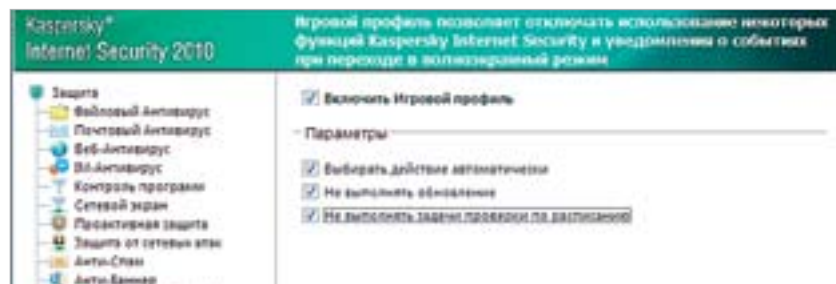 Kaspersky®
Internet Security 2010
Игровой профиль позволяет отключать использование некоторых
функций Kaspersky Internet Security и уведомления о событиях
при переходе в полноэкранный режим
Защита
Файловый Антивирус
Почтовый Антивирус
Веб-Антивирус
IM-Антивирус
Контроль программ
Сетевой экран
Проактивная защита
Защита от сетевых атак
Анти-Спам
Анти-Баннер
Включить Игровой профиль
Параметры
Выбирать действие автоматически
Не выполнять обновление
Не выполнять задачи проверки по расписанию